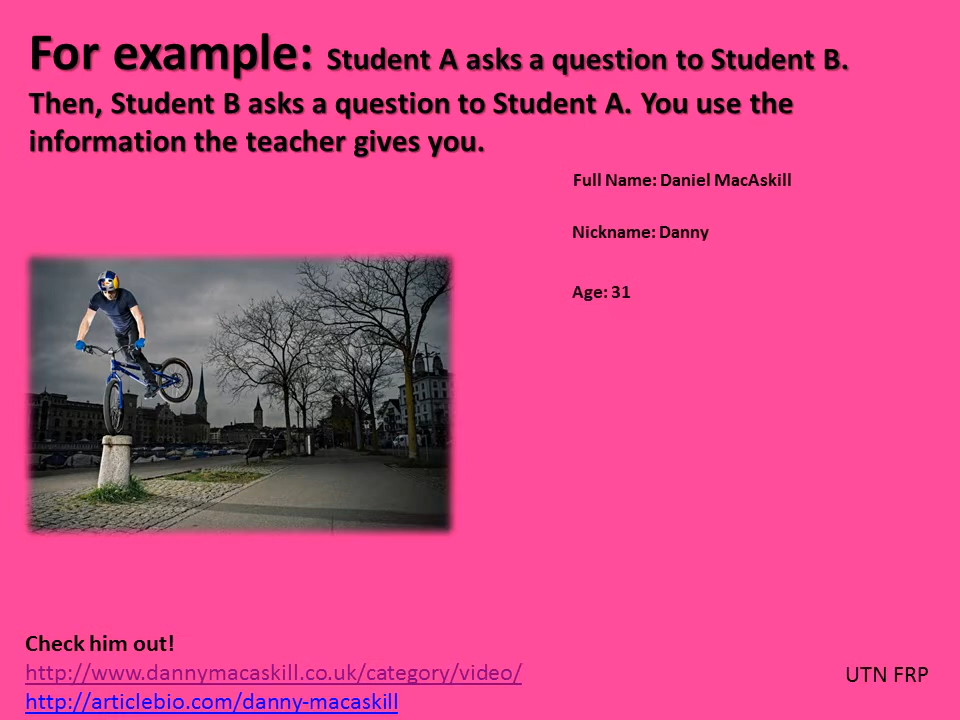 For example: Student A asks a question to Student B.
Then, Student B asks a question to Student A. You use the
information the teacher gives you.
Full Name: Daniel MacAskill
Nickname: Danny
Age: 31
Check him out!
http://www.dannymacaskill.co.uk/category/video/
http://articlebio.com/danny-macaskill
UTN FRP